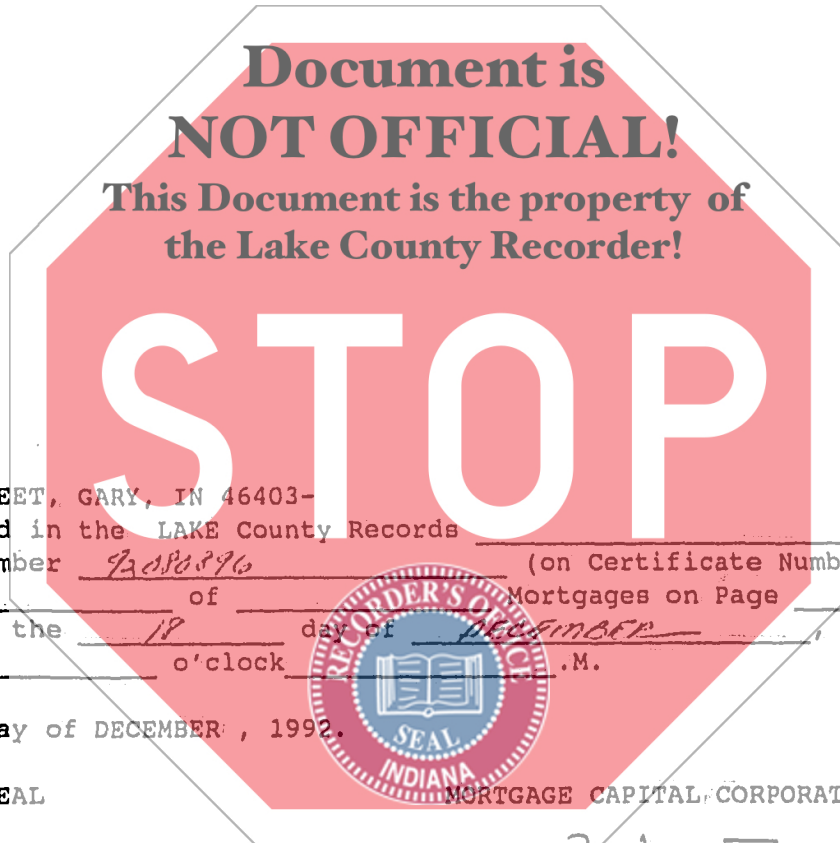 Document is
NOT OFFICIAL!
This Document is the property of
the Lake County Recorder!
STOP
EET, GARY, IN 46403-
d in the LAKE County Records
mber 92080896 (on Certificate Numb
of Mortgages on Page
the 18 day of DECEMBER ,
o'clock .M.
RECORDER'S OFFICE
SEAL
INDIANA
ay of DECEMBER , 1992.
EAL MORTGAGE CAPITAL CORPORAT